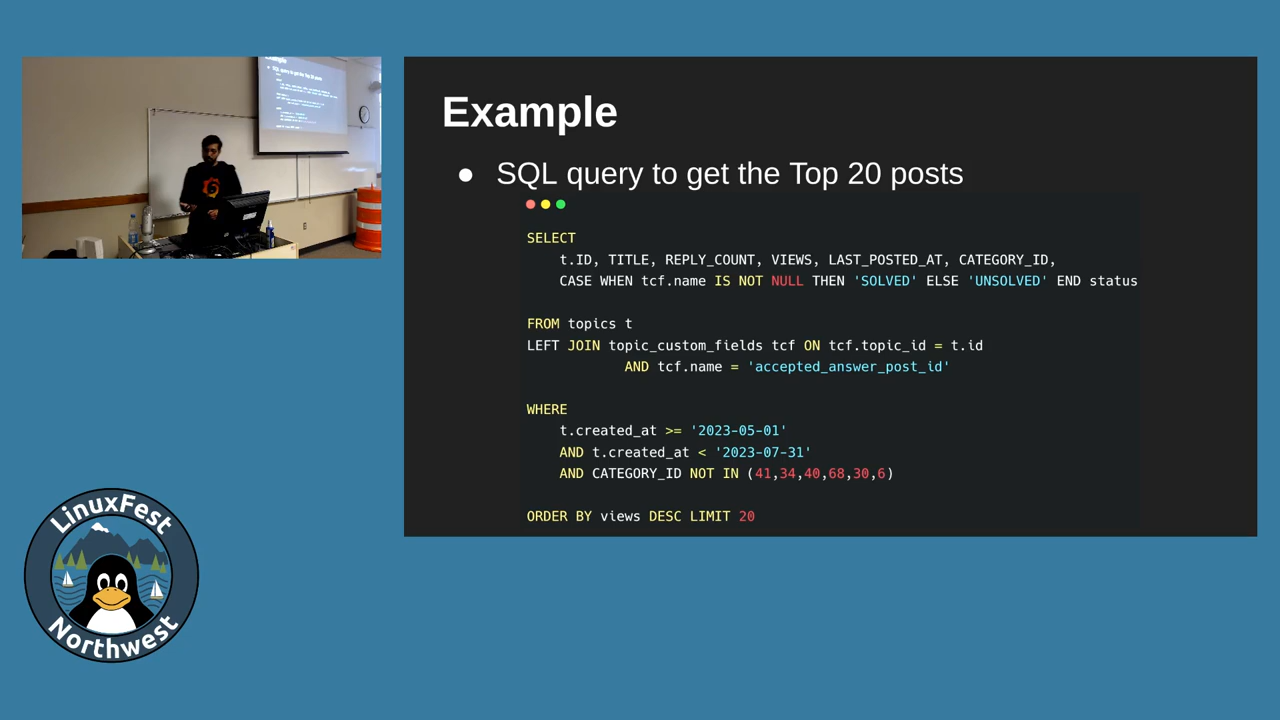 Example
● SQL query to get the Top 20 posts
SELECT
t.ID, TITLE, REPLY_COUNT, VIEWS, LAST_POSTED_AT, CATEGORY_ID,
CASE WHEN tcf.name IS NOT NULL THEN 'SOLVED' ELSE 'UNSOLVED' END status
FROM topics t
LEFT JOIN topic_custom_fields tcf ON tcf.topic_id = t.id
AND tcf.name = 'accepted_answer_post_id'
WHERE
t.created_at >= '2023-05-01'
AND t.created_at < '2023-07-31'
AND CATEGORY_ID NOT IN (41,34,40,68,30,6)
ORDER BY views DESC LIMIT 20
LinuxFest
Northwest